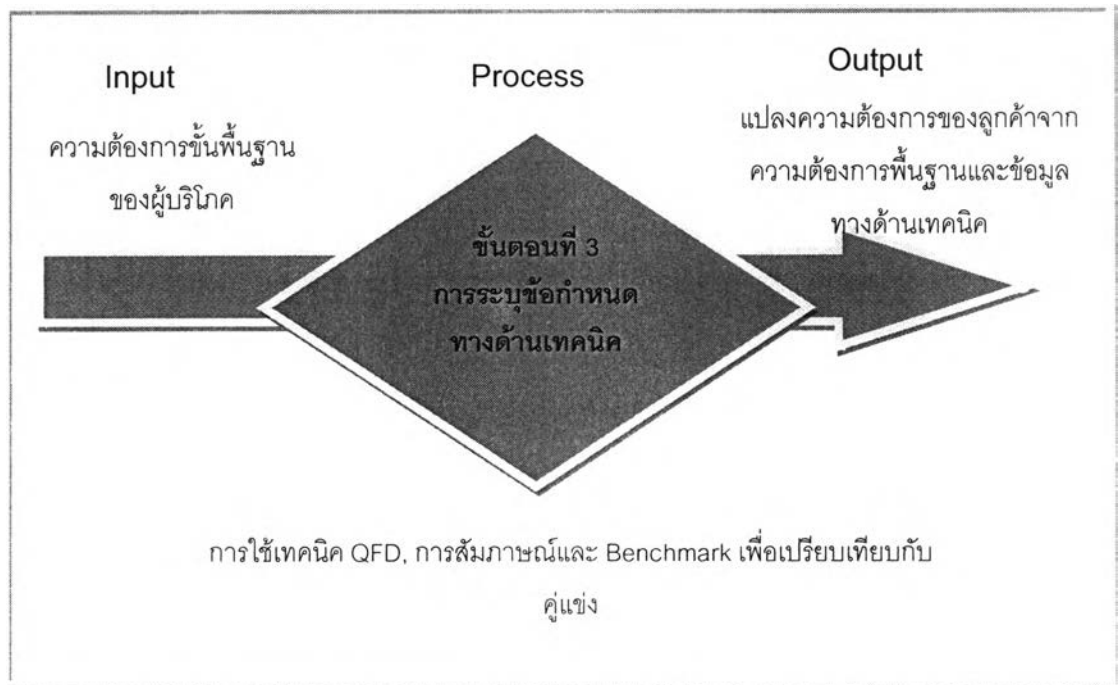 Input
ความต้องการขั้นพื้นฐาน
ของผู้บริโภค
Process
ขั้นตอนที่ 3
การระบุข้อกำหนด
ทางด้านเทคนิค
Output
แปลงความต้องการของลูกค้าจาก
ความต้องการพื้นฐานและข้อมูล
ทางด้านเทคนิค
การใช้เทคนิค QFD, การสัมภาษณ์และ Benchmark เพื่อเปรียบเทียบกับ
คู่แข่ง